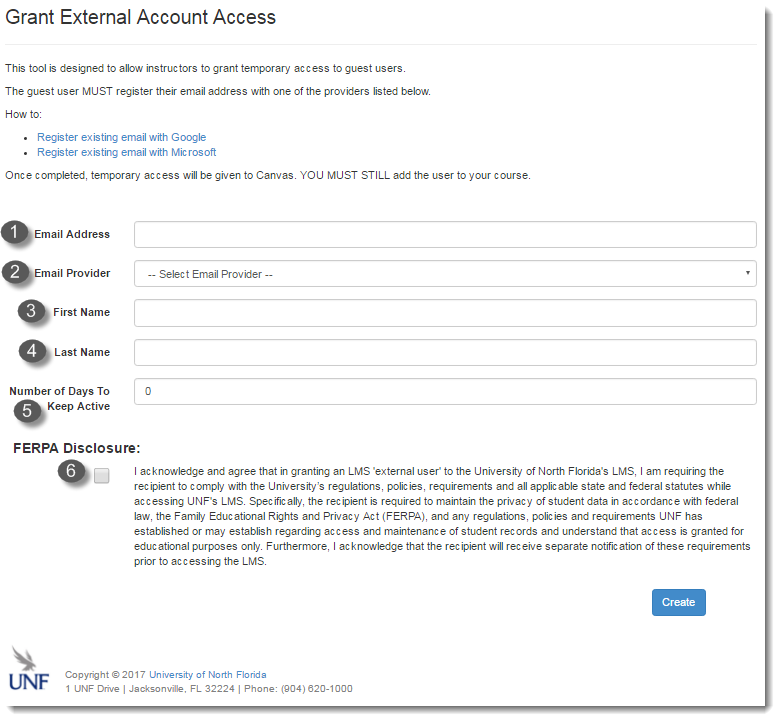 Grant External Account Access
This tool is designed to allow instructors to grant temporary access to guest users.
The guest user MUST register their email address with one of the providers listed below.
How to:
• Register existing email with Google
• Register existing email with Microsoft
Once completed, temporary access will be given to Canvas. YOU MUST STILL add the user to your course.
1 Email Address
2 Email Provider -- Select Email Provider --
3 First Name
4 Last Name
Number of Days To 0
5 Keep Active
FERPA Disclosure:
6 I acknowledge and agree that in granting an LMS 'external user' to the University of North Florida's LMS, I am requiring the
recipient to comply with the University's regulations, policies, requirements and all applicable state and federal statutes while
accessing UNF's LMS. Specifically, the recipient is required to maintain the privacy of student data in accordance with federal
law, the Family Educational Rights and Privacy Act (FERPA), and any regulations, policies and requirements UNF has
established or may establish regarding access and maintenance of student records and understand that access is granted for
educational purposes only. Furthermore, I acknowledge that the recipient will receive separate notification of these requirements
prior to accessing the LMS.
Create
UNF
Copyright © 2017 University of North Florida
1 UNF Drive | Jacksonville, FL 32224 | Phone: (904) 620-1000